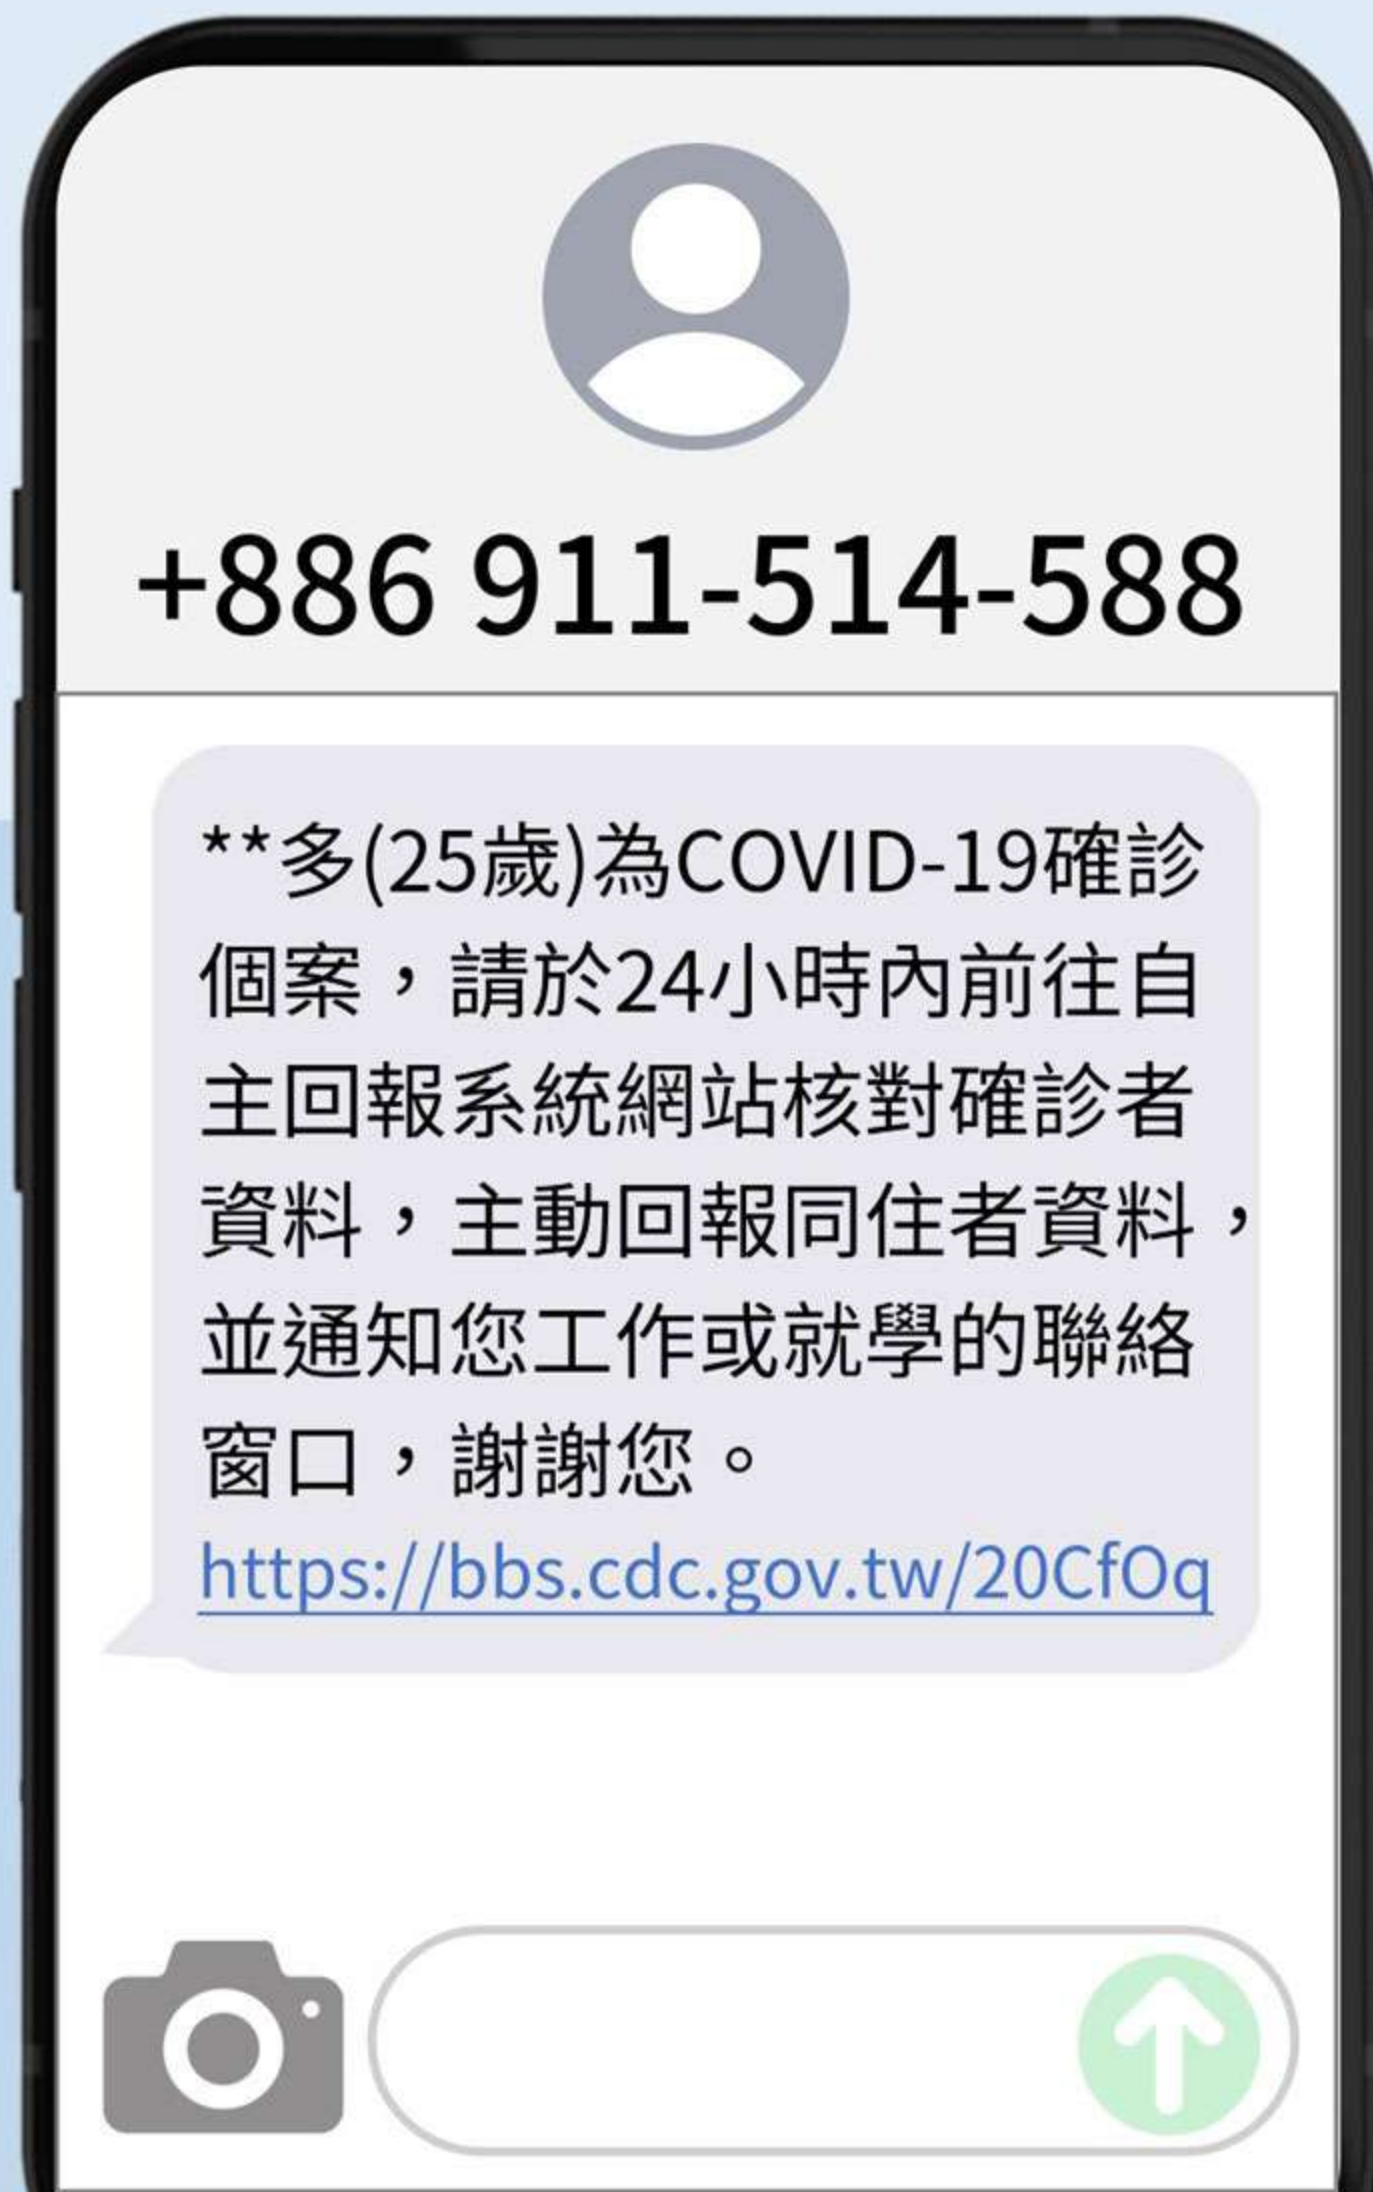 +886 911-514-588
**多(25歲)為COVID-19確診
個案，請於24小時內前往自
主回報系統網站核對確診者
資料，主動回報同住者資料，
並通知您工作或就學的聯絡
窗口，謝謝您。
https://bbs.cdc.gov.tw/20CfOq